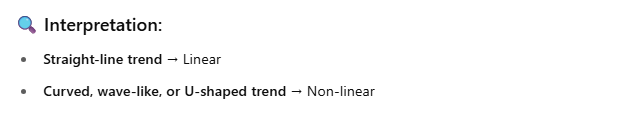 🔍 Interpretation:
• Straight-line trend → Linear
• Curved, wave-like, or U-shaped trend → Non-linear